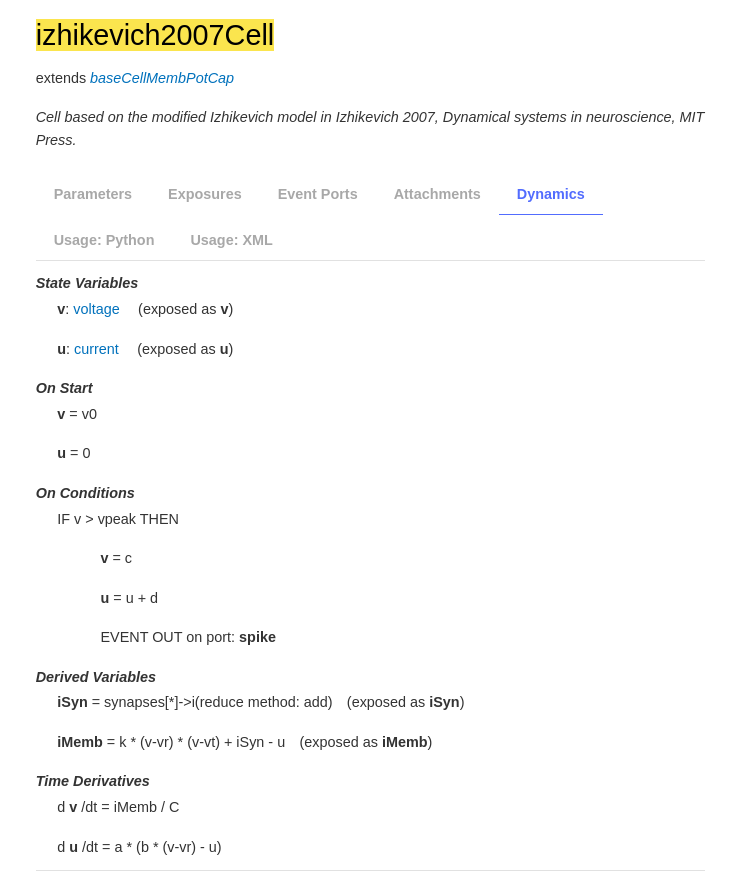 izhikevich2007Cell
extends baseCellMembPotCap
Cell based on the modified Izhikevich model in Izhikevich 2007, Dynamical systems in neuroscience, MIT
Press.
Parameters Exposures Event Ports Attachments Dynamics
Usage: Python Usage: XML
State Variables
v: voltage (exposed as v)
u: current (exposed as u)
On Start
v = v0
u = 0
On Conditions
IF v > vpeak THEN
v = c
u = u + d
EVENT OUT on port: spike
Derived Variables
iSyn = synapses[*]->i(reduce method: add) (exposed as iSyn)
iMemb = k * (v-vr) * (v-vt) + iSyn - u (exposed as iMemb)
Time Derivatives
d v /dt = iMemb / C
d u /dt = a * (b * (v-vr) - u)